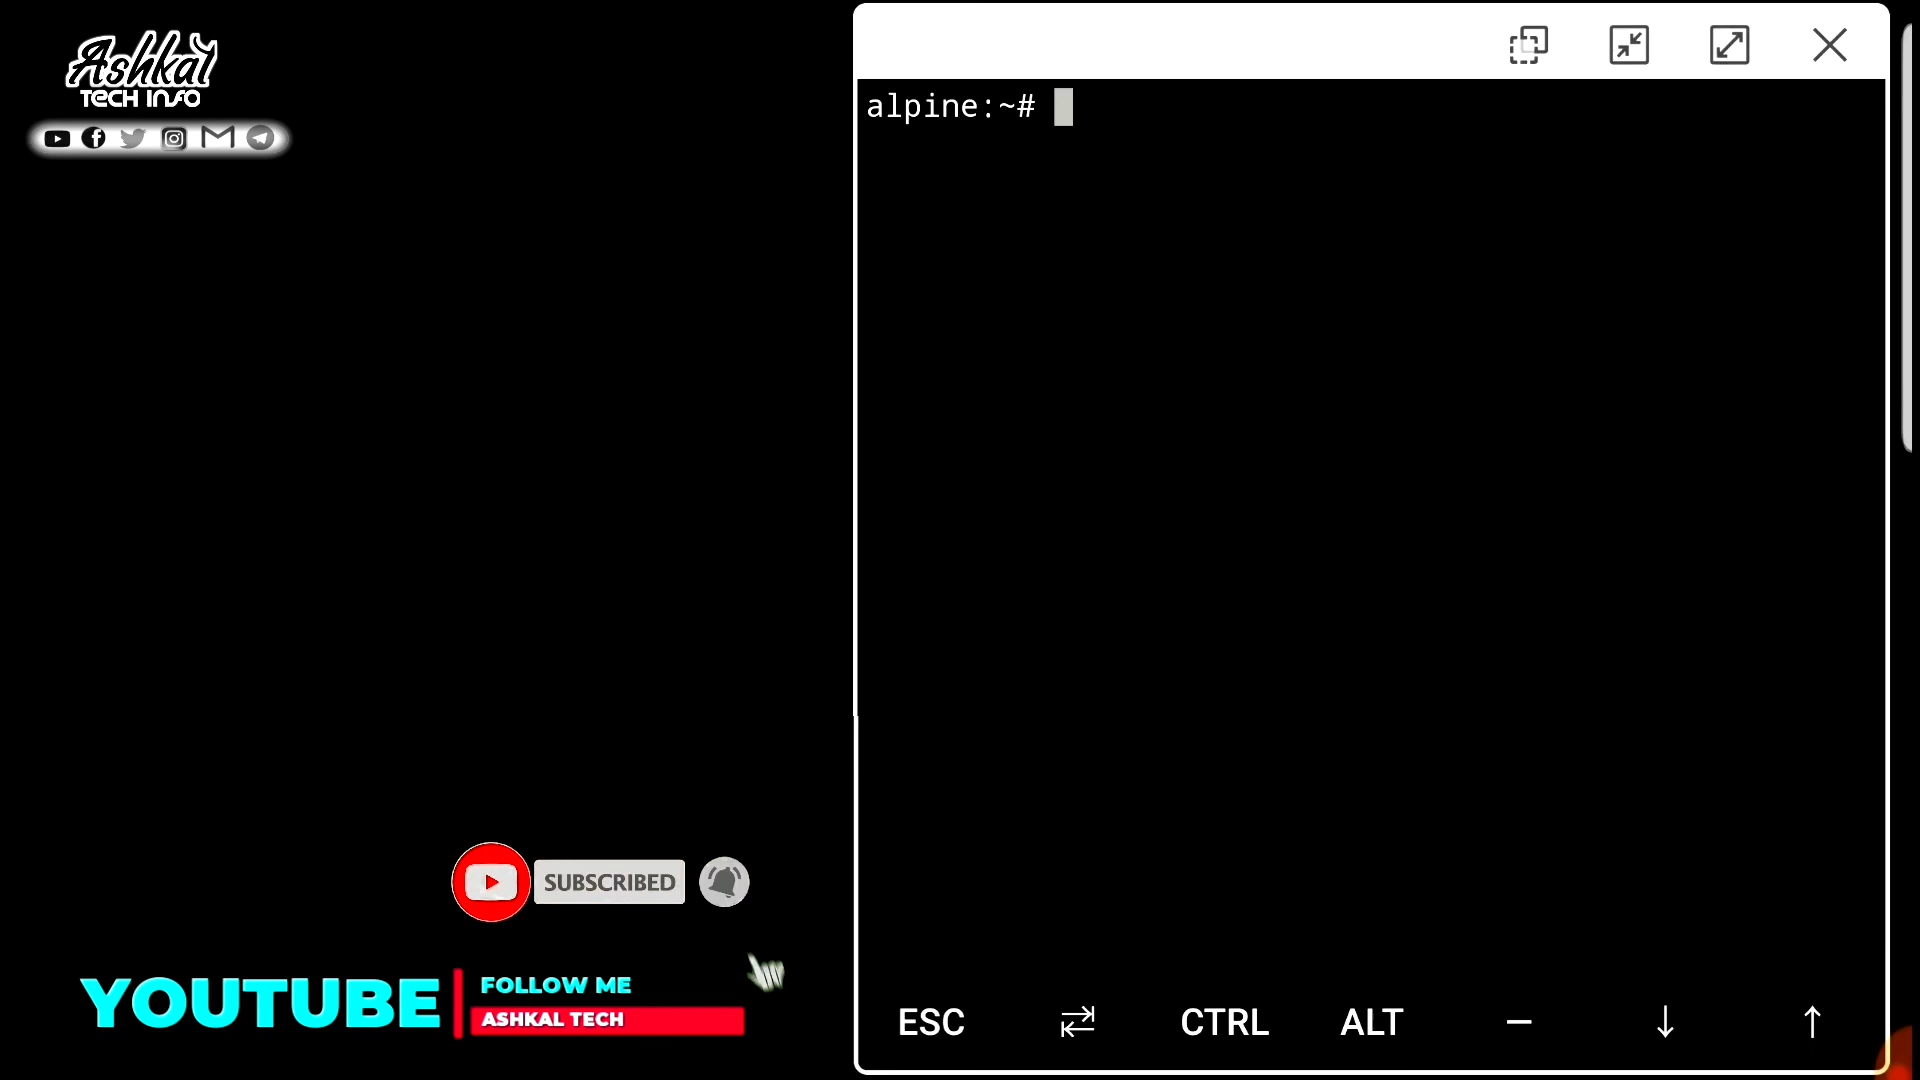 Ashkal
TECH INFO
alpine:~#
SUBSCRIBED
YOUTUBE
FOLLOW ME
ASHKAL TECH
ESC ⇄ CTRL ALT – ↓ ↑